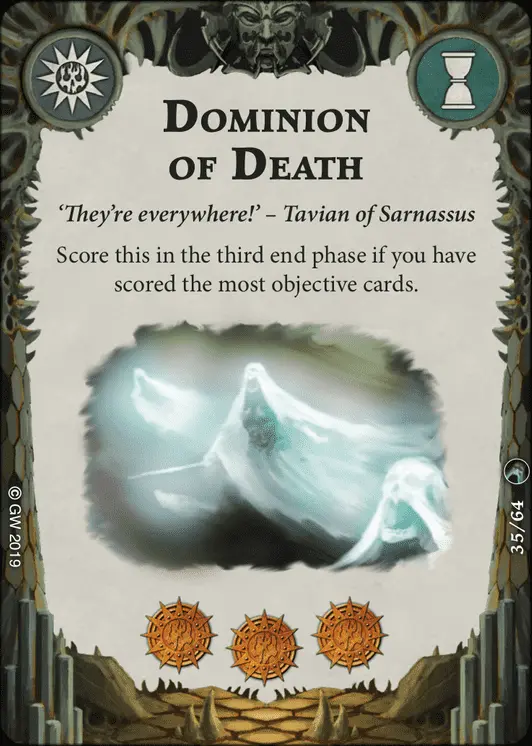 DOMINION
OF DEATH
‘They’re everywhere!’ – Tavian of Sarnassus
Score this in the third end phase if you have
scored the most objective cards.
© GW 2019
35/64